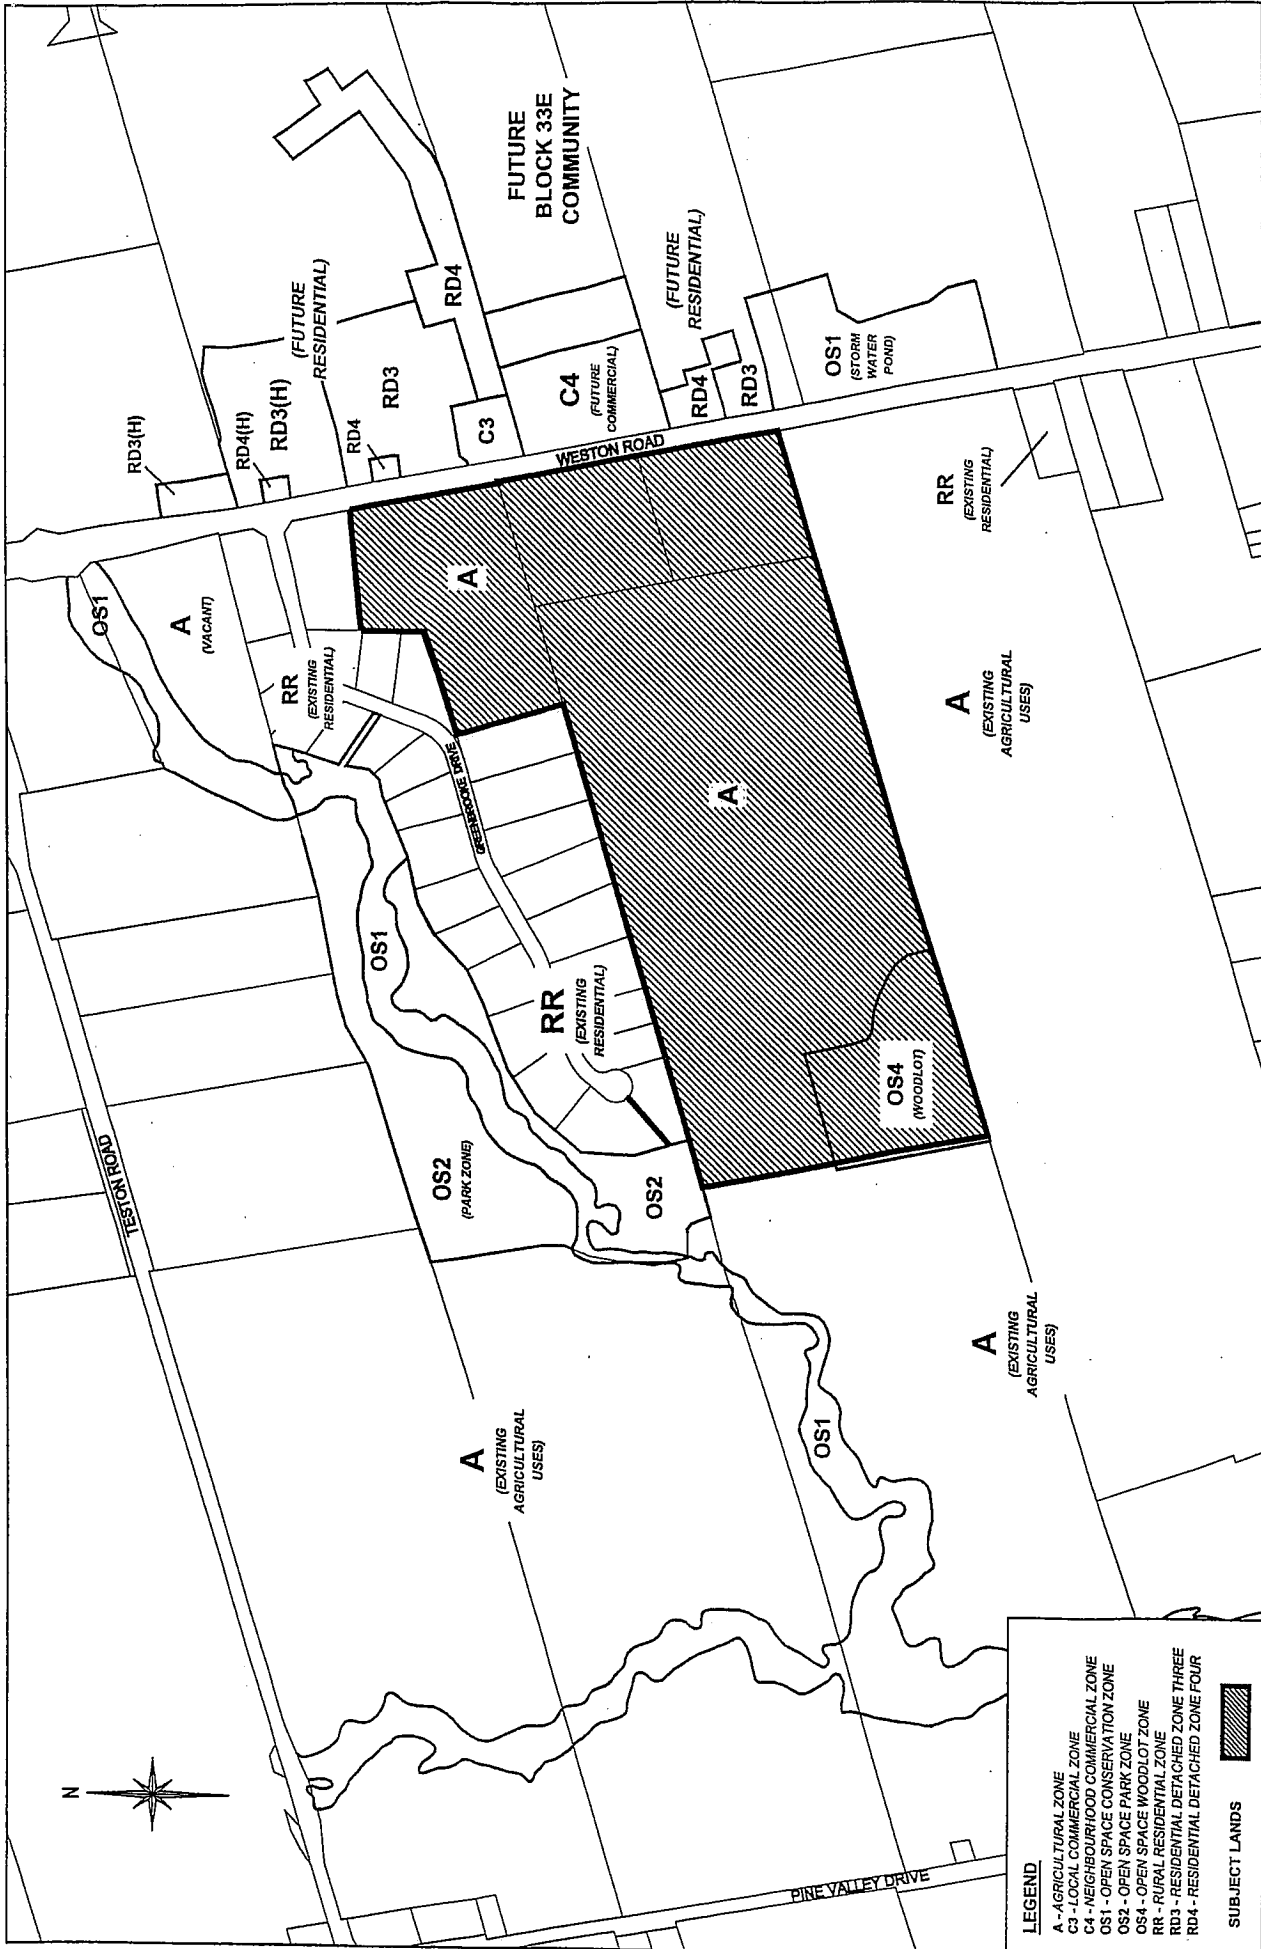 N
TESTON ROAD
PINE VALLEY DRIVE
WESTON ROAD
GREENBROOKE DRIVE
RD3(H)
RD4(H)
RD3(H)
(FUTURE
RESIDENTIAL)
RD4
RD3
RD4
C3
FUTURE
BLOCK 33E
COMMUNITY
C4
(FUTURE
COMMERCIAL)
(FUTURE
RESIDENTIAL)
RD4
RD3
OS1
(STORM
WATER
POND)
RR
(EXISTING
RESIDENTIAL)
OS1
A
(VACANT)
RR
(EXISTING
RESIDENTIAL)
A
A
OS4
(WOODLOT)
OS1
RR
(EXISTING
RESIDENTIAL)
OS2
(PARK ZONE)
OS2
A
(EXISTING
AGRICULTURAL
USES)
A
(EXISTING
AGRICULTURAL
USES)
A
(EXISTING
AGRICULTURAL
USES)
OS1
LEGEND
A - AGRICULTURAL ZONE
C3 - LOCAL COMMERCIAL ZONE
C4 - NEIGHBOURHOOD COMMERCIAL ZONE
OS1 - OPEN SPACE CONSERVATION ZONE
OS2 - OPEN SPACE PARK ZONE
OS4 - OPEN SPACE WOODLOT ZONE
RR - RURAL RESIDENTIAL ZONE
RD3 - RESIDENTIAL DETACHED ZONE THREE
RD4 - RESIDENTIAL DETACHED ZONE FOUR
SUBJECT LANDS